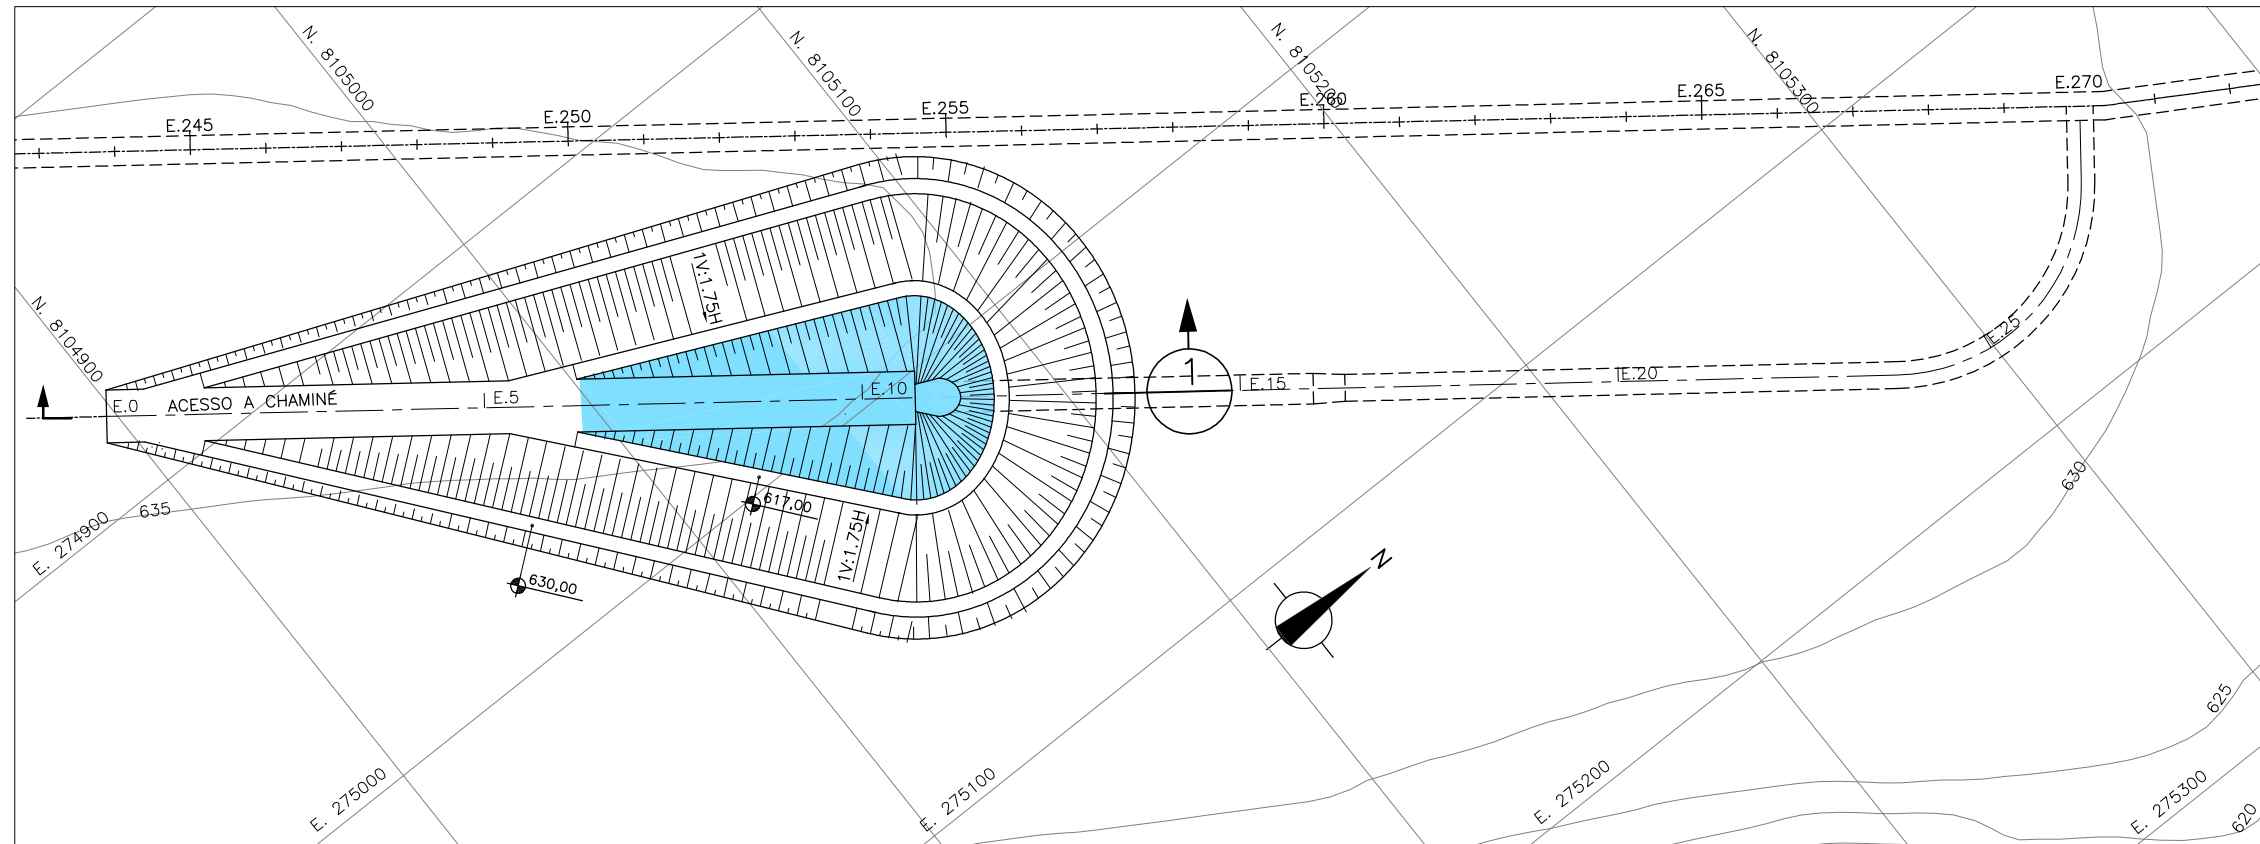 N. 8105000
N. 8105100
N. 8105200
N. 8105300
E.245
E.250
E.255
E.260
E.265
E.270
N. 8104900
1V:1.75H
E.0
ACESSO A CHAMINÉ
E.5
E.10
1
E.15
E.20
E.25
635
E. 274900
617,00
1V:1.75H
630,00
630
N
E. 275000
E. 275100
E. 275200
E. 275300
625
620